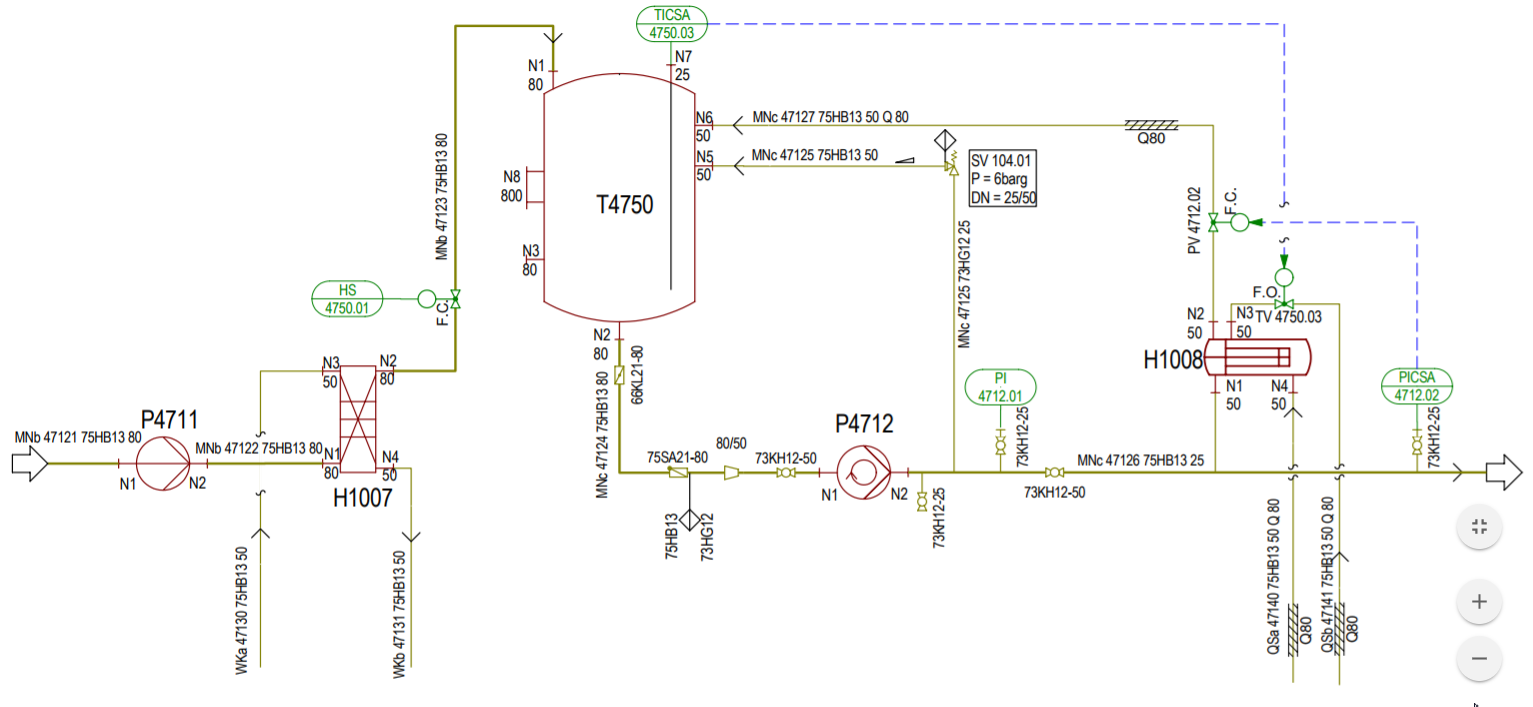 TICSA
4750.03
N7
25
N1
80
N6
50
MNc 47127 75HB13 50 Q 80
Q80
N5
50
MNc 47125 75HB13 50
SV 104.01
P = 6barg
DN = 25/50
N8
800
T4750
N3
80
MNb 47123 75HB13 80
PV 4712.02
F.C.
HS
4750.01
F.C.
MNc 47125 73HG12 25
F.O.
TV 4750.03
N2
50
N3
50
H1008
N1
50
N4
50
N2
80
66KL21-80
MNc 47124 75HB13 80
N3
50
N2
80
PI
4712.01
73KH12-25
PICSA
4712.02
73KH12-25
P4711
MNb 47121 75HB13 80
N1
N2
MNb 47122 75HB13 80
N1
80
N4
50
H1007
75SA21-80
80/50
73KH12-50
P4712
N1
N2
73KH12-25
MNc 47126 75HB13 25
73KH12-50
75HB13
73HG12
WKa 47130 75HB13 50
WKb 47131 75HB13 50
QSa 47140 75HB13 50 Q 80
Q80
QSb 47141 75HB13 50 Q 80
Q80